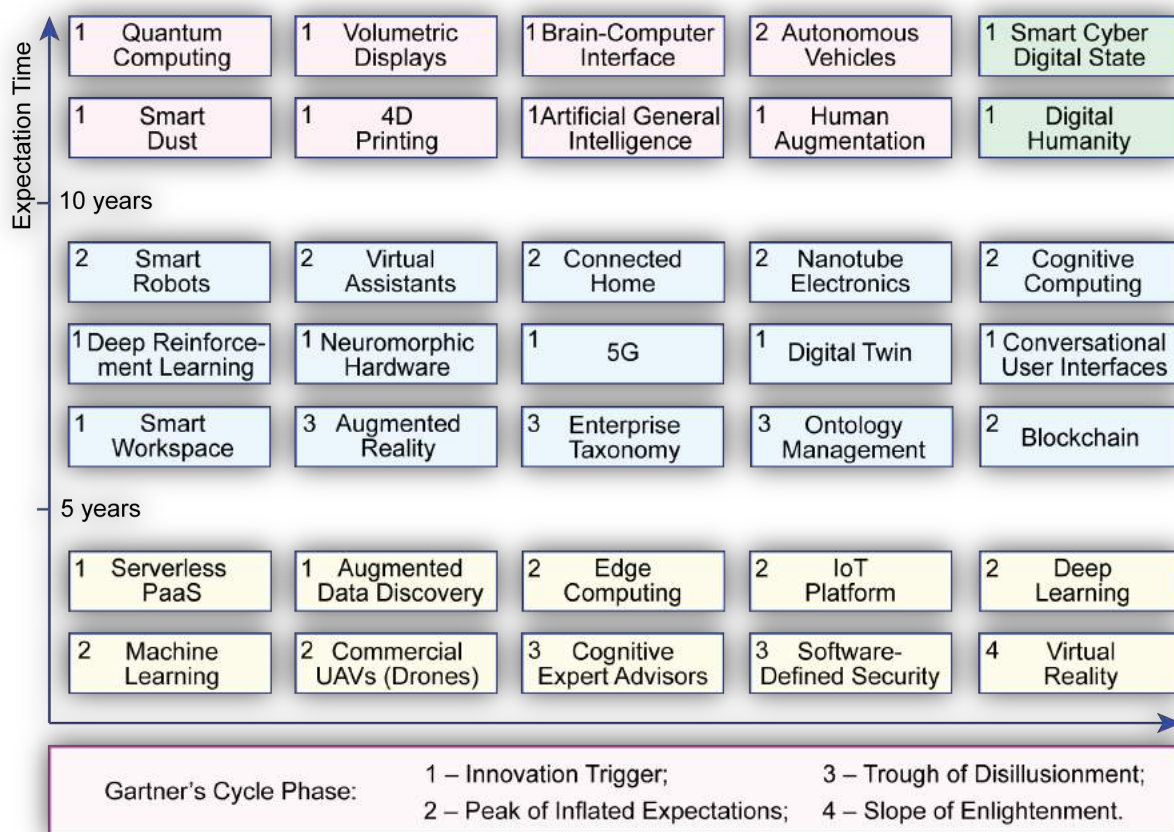 Expectation Time
1 Quantum
Computing
1 Volumetric
Displays
1 Brain-Computer
Interface
2 Autonomous
Vehicles
1 Smart Cyber
Digital State
1 Smart
Dust
1 4D
Printing
1 Artificial General
Intelligence
1 Human
Augmentation
1 Digital
Humanity
10 years
2 Smart
Robots
2 Virtual
Assistants
2 Connected
Home
2 Nanotube
Electronics
2 Cognitive
Computing
1 Deep Reinforce-
ment Learning
1 Neuromorphic
Hardware
1 5G
1 Digital Twin
1 Conversational
User Interfaces
1 Smart
Workspace
3 Augmented
Reality
3 Enterprise
Taxonomy
3 Ontology
Management
2 Blockchain
5 years
1 Serverless
PaaS
1 Augmented
Data Discovery
2 Edge
Computing
2 IoT
Platform
2 Deep
Learning
2 Machine
Learning
2 Commercial
UAVs (Drones)
3 Cognitive
Expert Advisors
3 Software-
Defined Security
4 Virtual
Reality
Gartner's Cycle Phase:
1 – Innovation Trigger;
2 – Peak of Inflated Expectations;
3 – Trough of Disillusionment;
4 – Slope of Enlightenment.